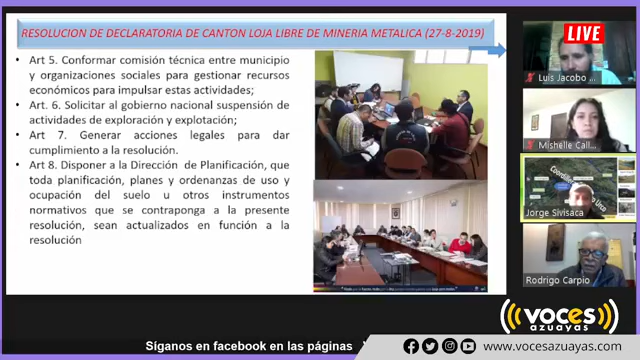 RESOLUCION DE DECLARATORIA DE CANTON LOJA LIBRE DE MINERIA METALICA (27-8-2019)
• Art 5. Conformar comisión técnica entre municipio
y organizaciones sociales para gestionar recursos
económicos para impulsar estas actividades;
• Art. 6. Solicitar al gobierno nacional suspensión de
actividades de exploración y explotación;
• Art 7. Generar acciones legales para dar
cumplimiento a la resolución.
• Art 8. Disponer a la Dirección de Planificación, que
toda planificación, planes y ordenanzas de uso y
ocupación del suelo u otros instrumentos
normativos que se contraponga a la presente
resolución, sean actualizados en función a la
resolución
LIVE
Luis Jacobo ...
Mishelle Call...
Jorge Sivisaca
Rodrigo Carpio
VOCES
azuayas
Síganos en facebook en las páginas
www.vocesazuayas.com